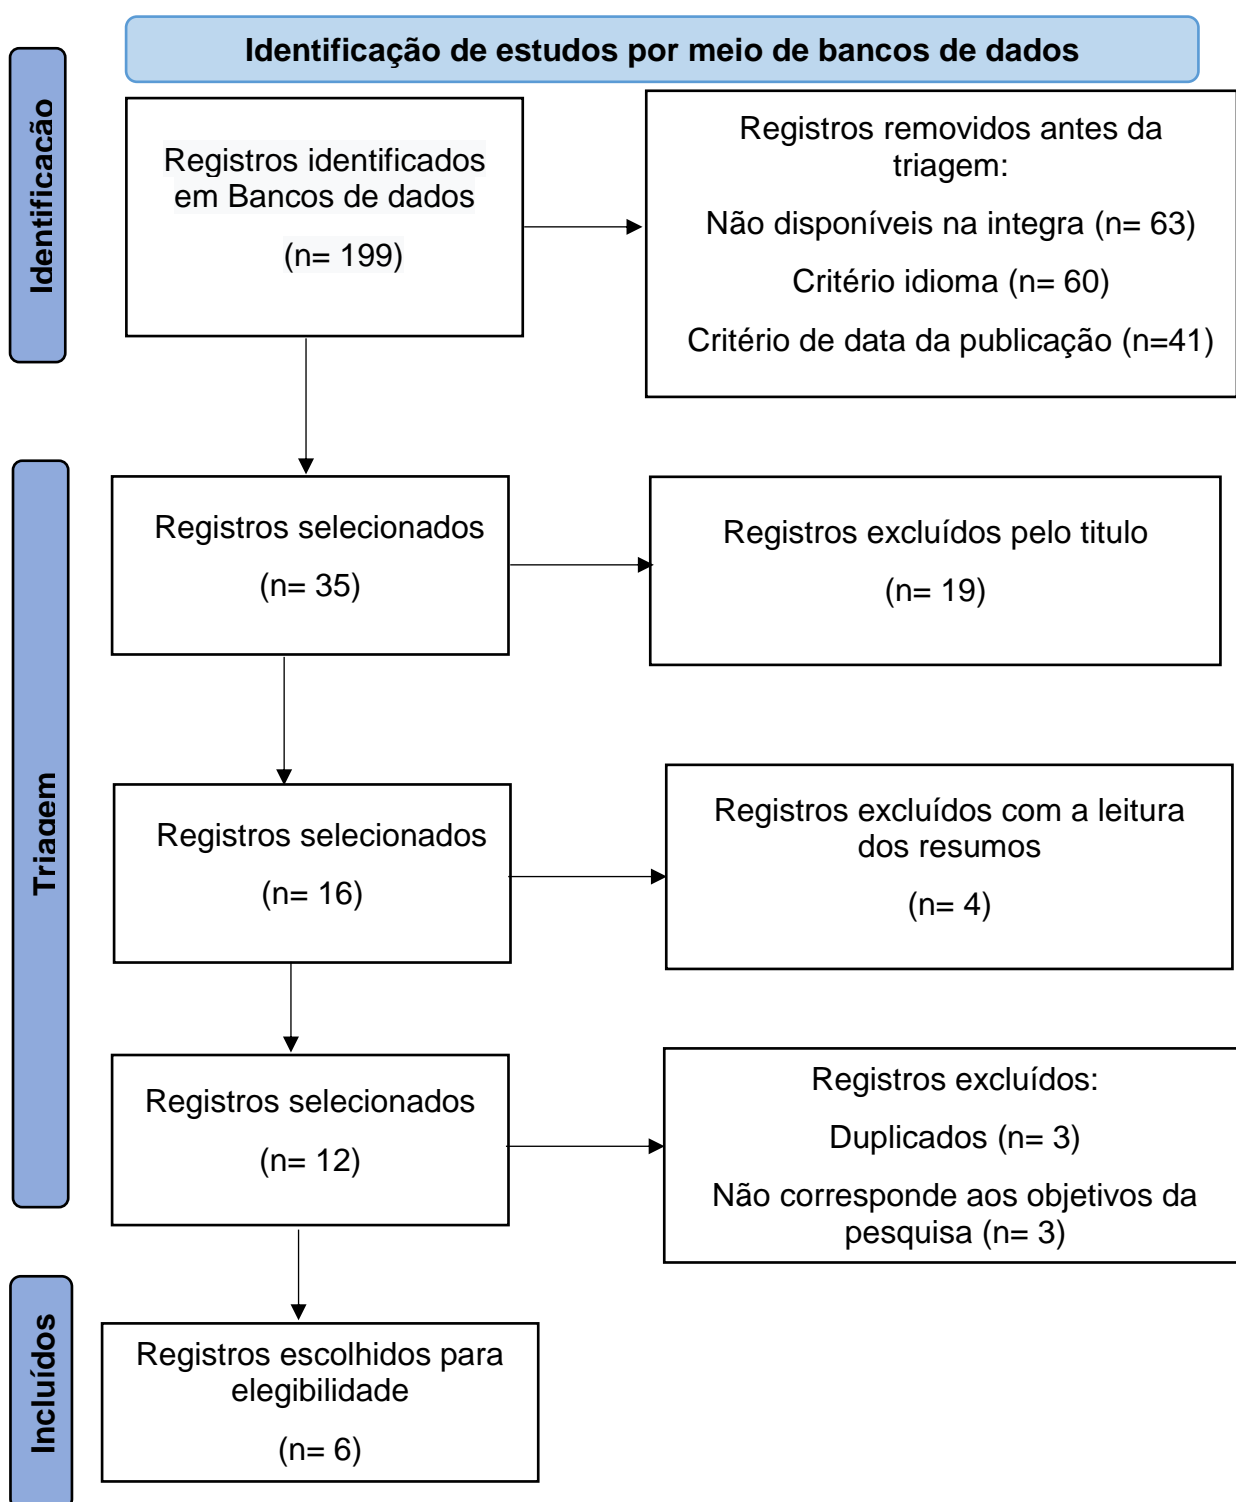 Identificação de estudos por meio de bancos de dados
Identificação
Registros identificados
em Bancos de dados
(n= 199)
Registros removidos antes da
triagem:
Não disponíveis na integra (n= 63)
Critério idioma (n= 60)
Critério de data da publicação (n=41)
Triagem
Registros selecionados
(n= 35)
Registros excluídos pelo titulo
(n= 19)
Registros selecionados
(n= 16)
Registros excluídos com a leitura
dos resumos
(n= 4)
Registros selecionados
(n= 12)
Registros excluídos:
Duplicados (n= 3)
Não corresponde aos objetivos da
pesquisa (n= 3)
Incluídos
Registros escolhidos para
elegibilidade
(n= 6)